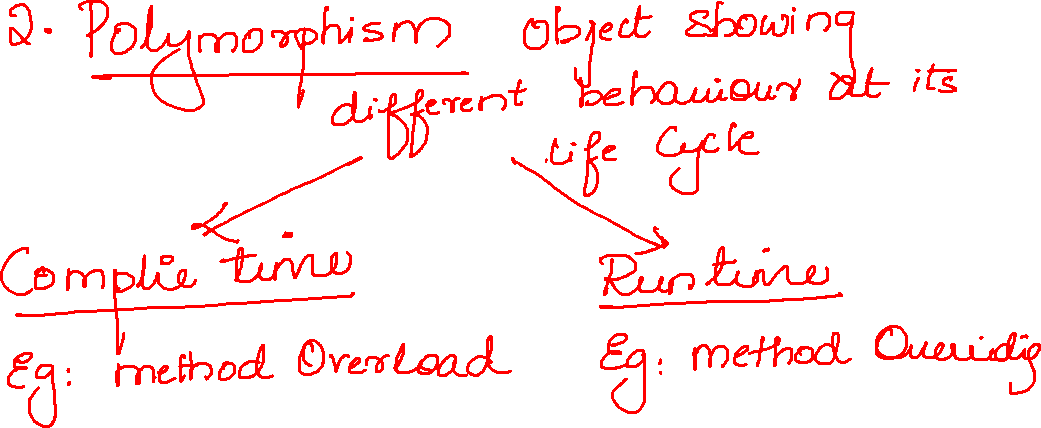 2. Polymorphism Object showing
different behaviour at its
life Cycle
Complie time
Runtime
Eg: method Overload
Eg: method Overidig